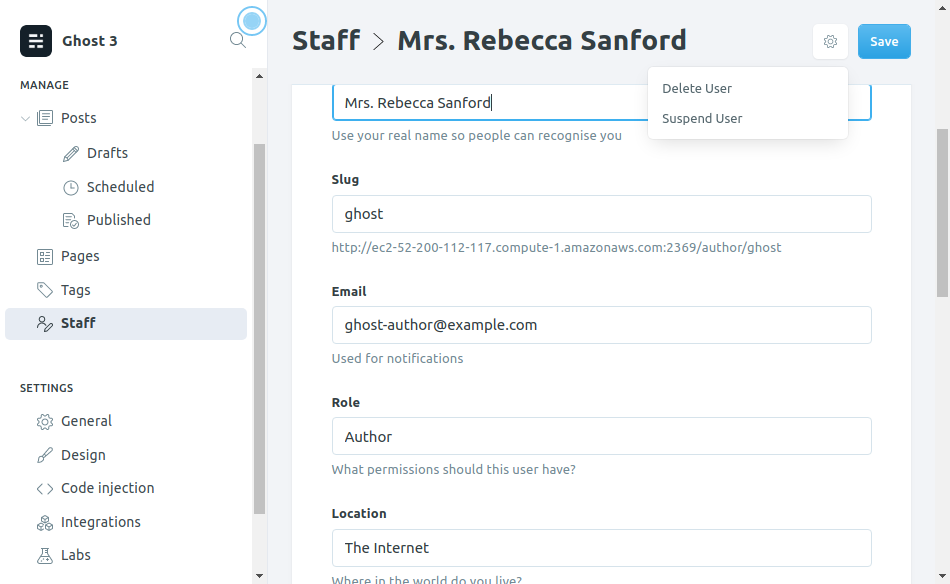 Ghost 3
MANAGE
Posts
Drafts
Scheduled
Published
Pages
Tags
Staff
SETTINGS
General
Design
Code injection
Integrations
Labs
Staff > Mrs. Rebecca Sanford
Save
Delete User
Suspend User
Mrs. Rebecca Sanford
Use your real name so people can recognise you
Slug
ghost
http://ec2-52-200-112-117.compute-1.amazonaws.com:2369/author/ghost
Email
ghost-author@example.com
Used for notifications
Role
Author
What permissions should this user have?
Location
The Internet
Where in the world do you live?